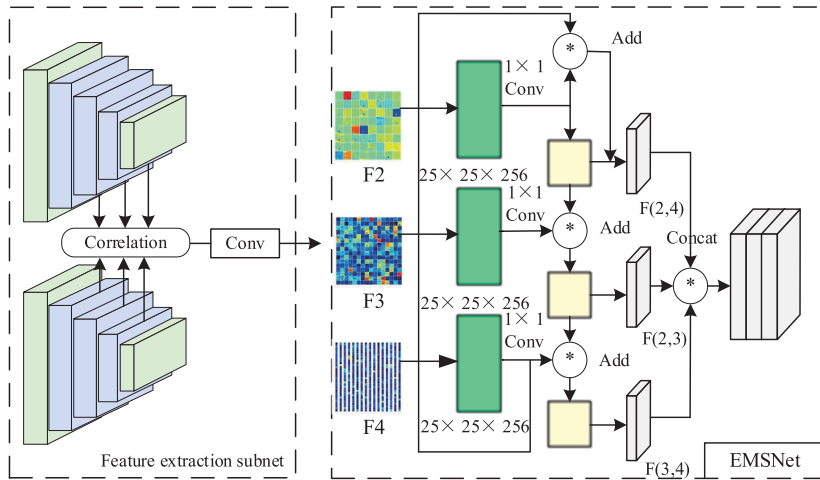 Correlation
Conv
Feature extraction subnet
*
Add
1× 1
Conv
F2
25× 25× 256
F(2,4)
1×1
Conv
*
Add
Concat
F3
25× 25× 256
F(2,3)
*
1× 1
Conv
*
Add
F4
25× 25× 256
F(3,4)
EMSNet